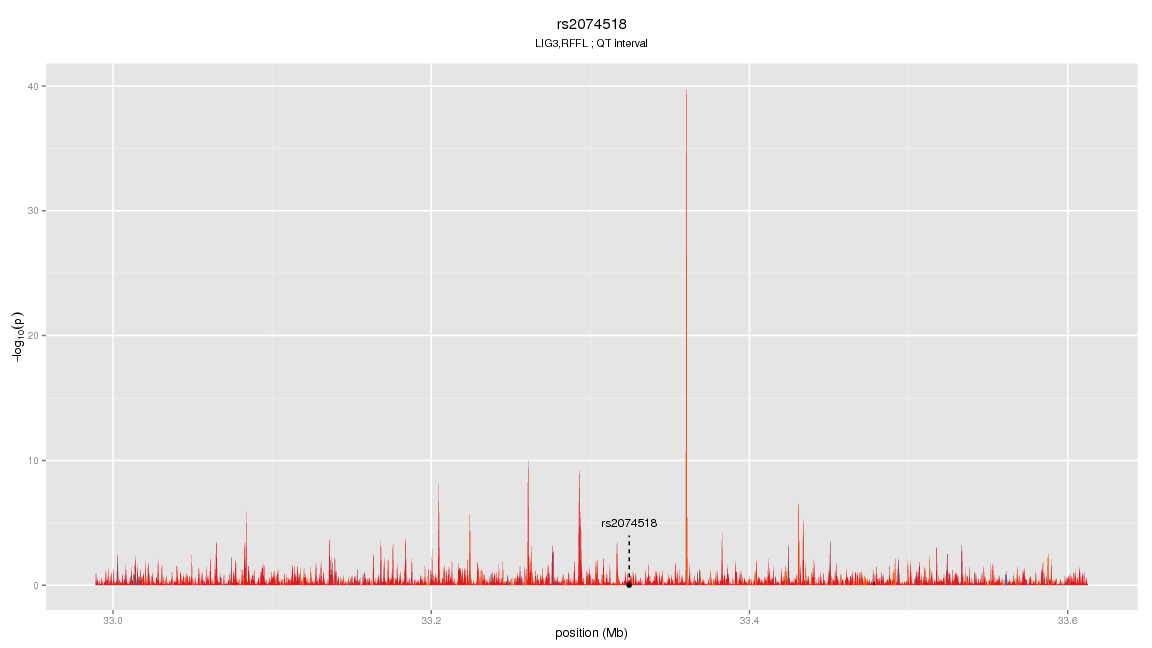 rs2074518
LIG3,RFFL ; QT interval
40
30
20
10
0
−log10(p)
rs2074518
33.0
33.2
33.4
33.6
position (Mb)